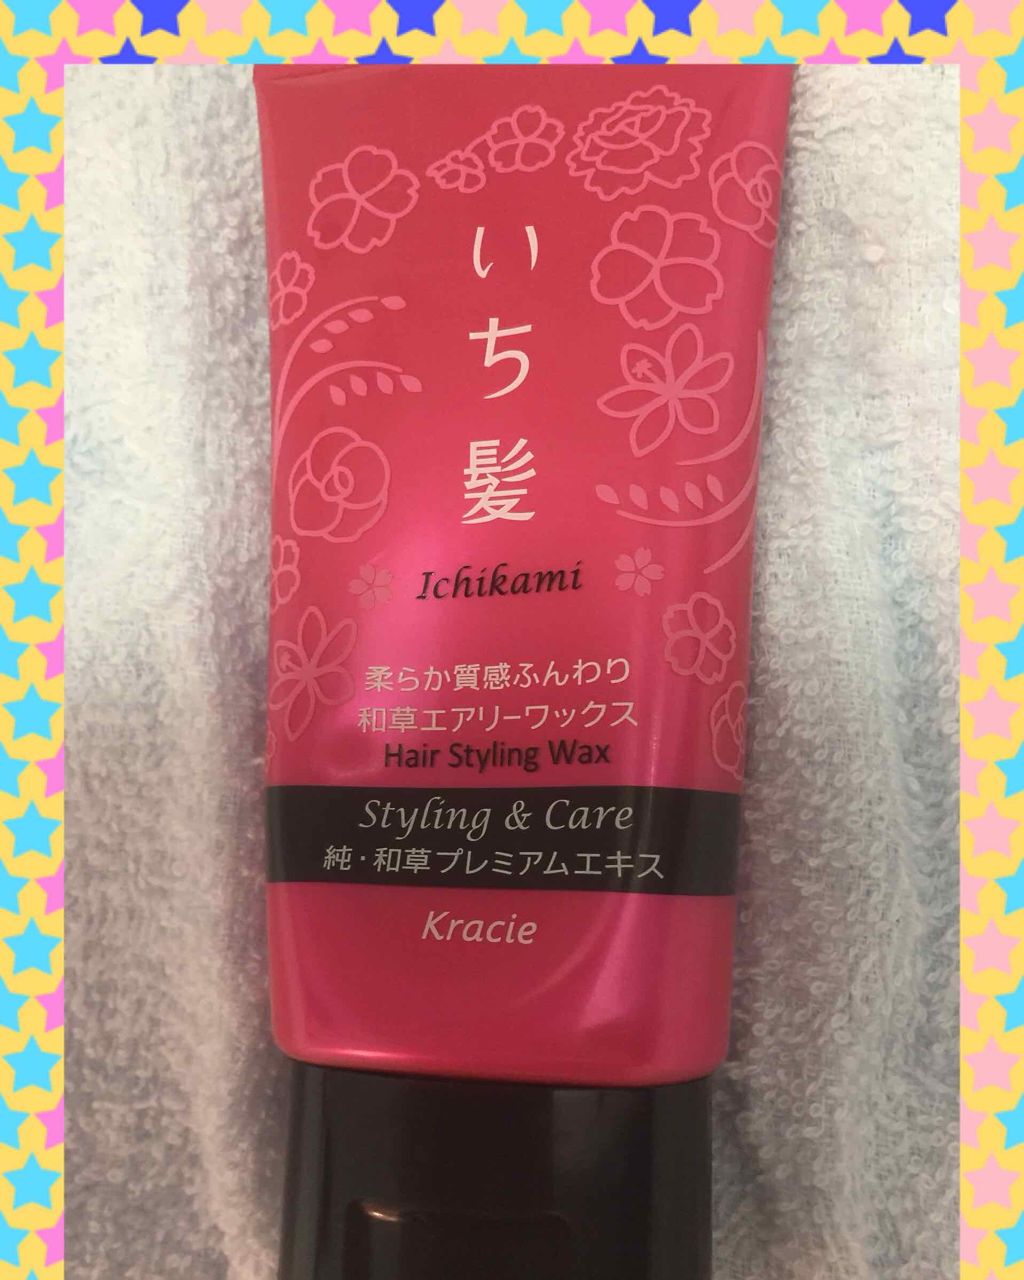 いち髪
Ichikami
柔らか質感ふんわり
和草エアリーワックス
Hair Styling Wax
Styling & Care
純・和草プレミアムエキス
Kracie